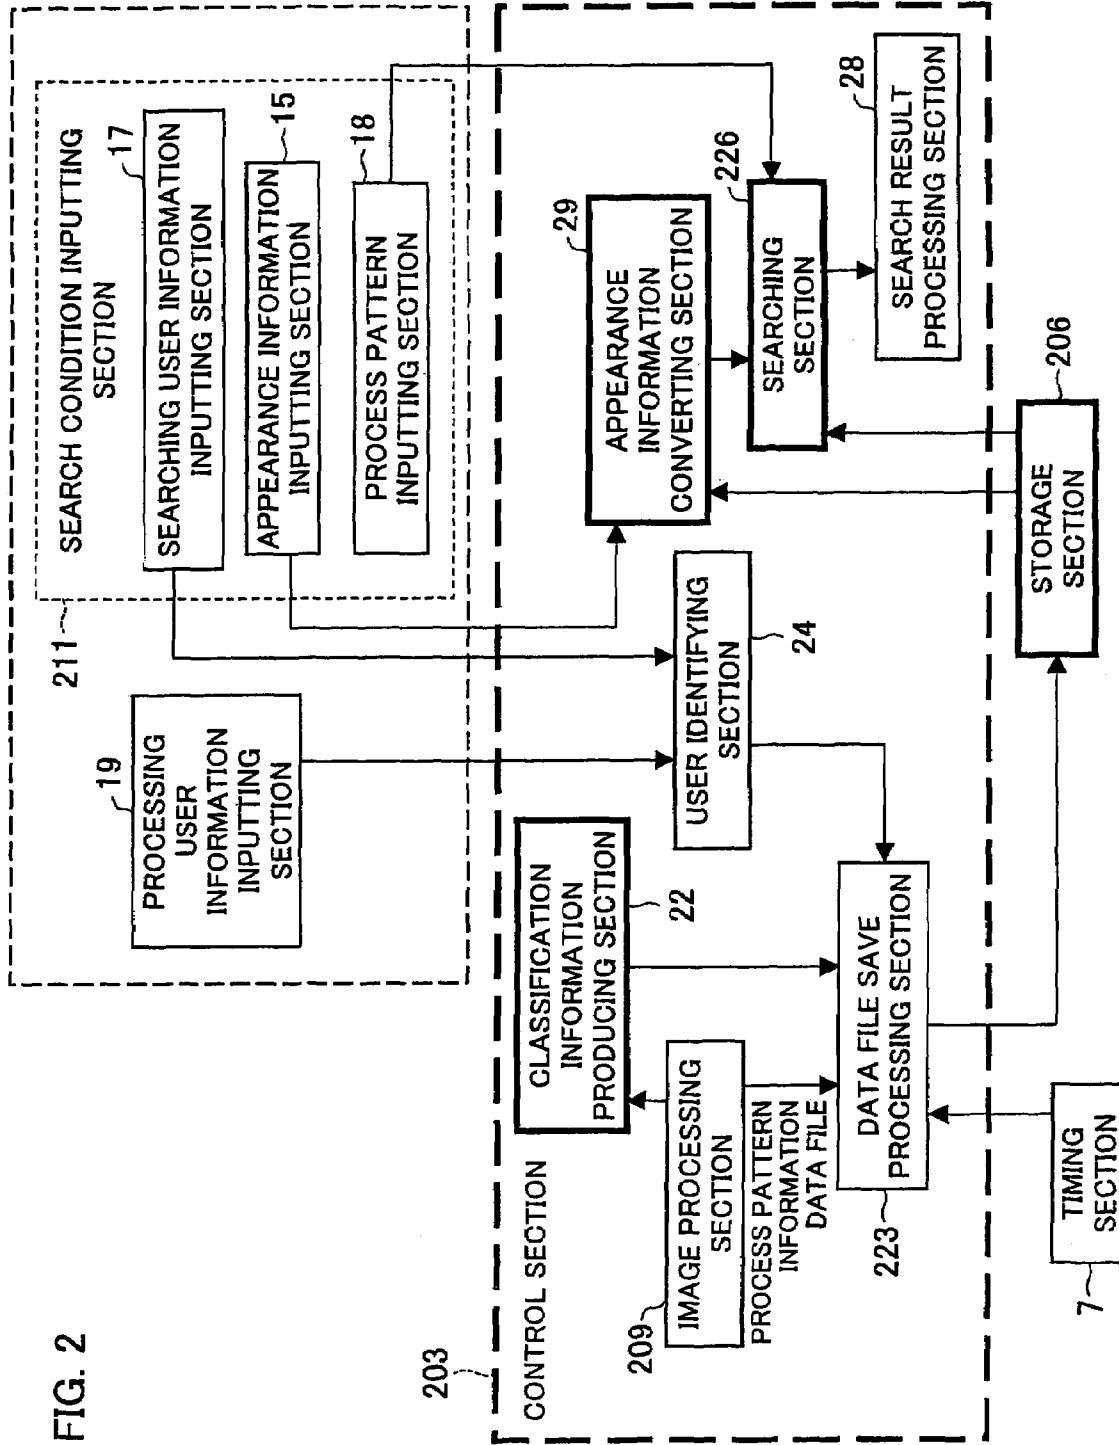 FIG. 2
211
SEARCH CONDITION INPUTTING
SECTION
17
SEARCHING USER INFORMATION
INPUTTING SECTION
15
APPEARANCE INFORMATION
INPUTTING SECTION
18
PROCESS PATTERN
INPUTTING SECTION
19
PROCESSING
USER
INFORMATION
INPUTTING
SECTION
203
CONTROL SECTION
CLASSIFICATION
INFORMATION
PRODUCING SECTION
22
209
IMAGE PROCESSING
SECTION
PROCESS PATTERN
INFORMATION
DATA FILE
USER IDENTIFYING
SECTION
24
29
APPEARANCE
INFORMATION
CONVERTING SECTION
226
SEARCHING
SECTION
28
SEARCH RESULT
PROCESSING SECTION
DATA FILE SAVE
PROCESSING SECTION
223
7
TIMING
SECTION
STORAGE
SECTION
206